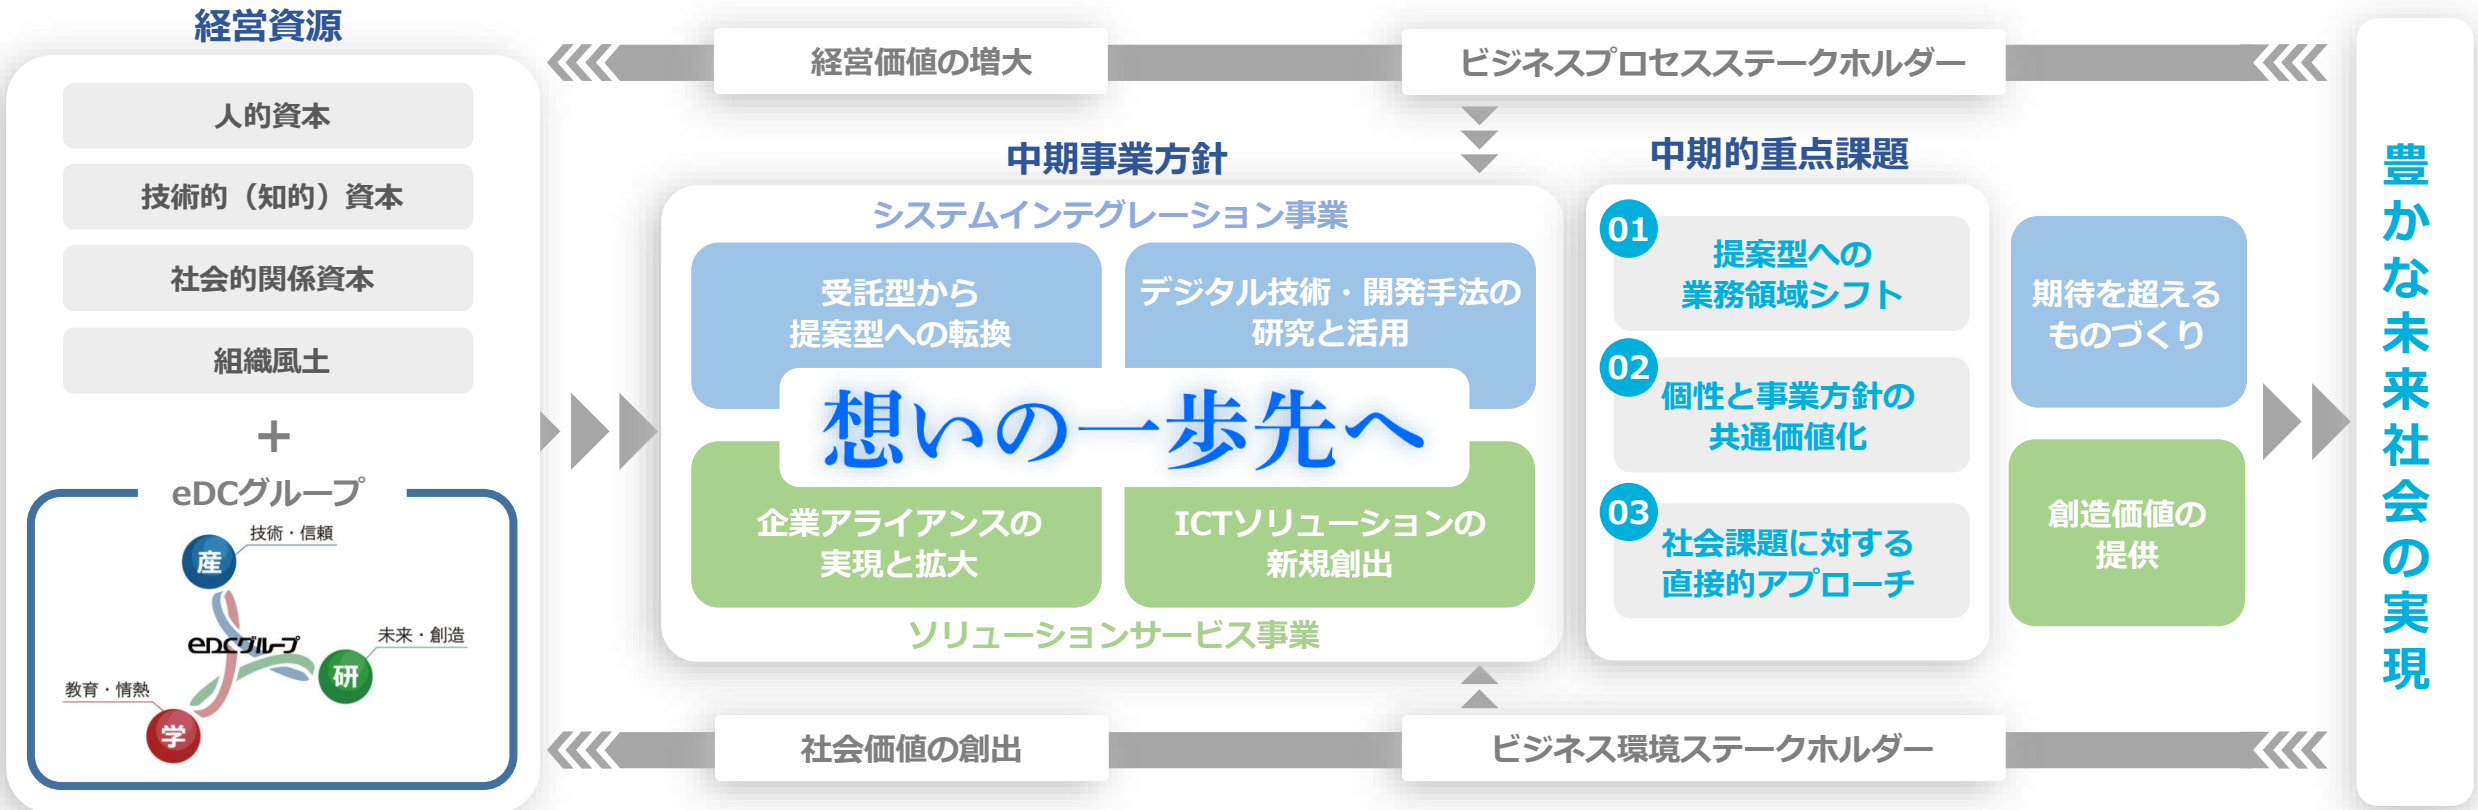 経営資源
人的資本
技術的（知的）資本
社会的関係資本
組織風土
+
eDCグループ
技術・信頼
産
eDCグループ
未来・創造
研
教育・情熱
学
経営価値の増大
ビジネスプロセスステークホルダー
中期事業方針
システムインテグレーション事業
受託型から
提案型への転換
デジタル技術・開発手法の
研究と活用
想いの一歩先へ
企業アライアンスの
実現と拡大
ICTソリューションの
新規創出
ソリューションサービス事業
中期的重点課題
01
提案型への
業務領域シフト
02
個性と事業方針の
共通価値化
03
社会課題に対する
直接的アプローチ
期待を超える
ものづくり
創造価値の
提供
社会価値の創出
ビジネス環境ステークホルダー
豊かな未来社会の実現